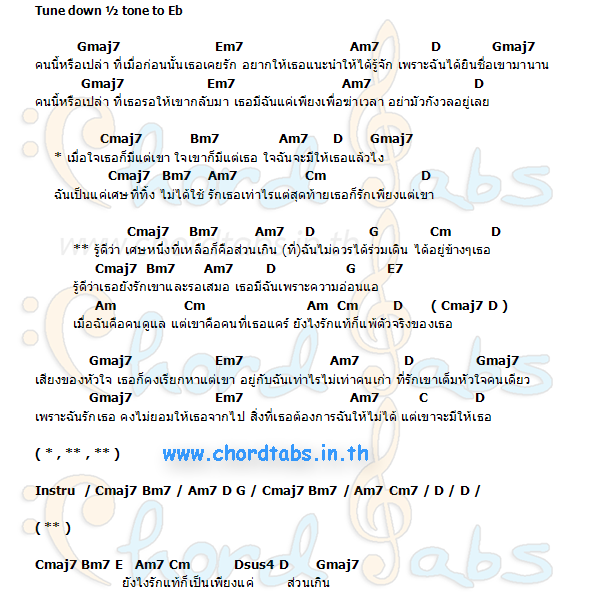 Tune down ½ tone to Eb
Gmaj7 Em7 Am7 D Gmaj7
คนนี้หรือเปล่า ที่เมื่อก่อนนั้นเธอเคยรัก อยากให้เธอแนะนำให้ได้รู้จัก เพราะฉันได้ยินชื่อเขามานาน
Gmaj7 Em7 Am7 D
คนนี้หรือเปล่า ที่เธอรอให้เขากลับมา เธอมีฉันแค่เพียงเพื่อฆ่าเวลา อย่ามัวกังวลอยู่เลย
Cmaj7 Bm7 Am7 D Gmaj7
* เมื่อใจเธอก็มีแต่เขา ใจเขาก็มีแต่เธอ ใจฉันจะมีให้เธอแล้วไง
Cmaj7 Bm7 Am7 Cm D
ฉันเป็นแค่เศษที่ทิ้ง ไม่ได้ใช้ รักเธอเท่าไรแต่สุดท้ายเธอก็รักเพียงแต่เขา
Cmaj7 Bm7 Am7 D G Cm D
** รู้ดีว่า เศษหนึ่งที่เหลือก็คือส่วนเกิน (ที่)ฉันไม่ควรได้ร่วมเดิน ได้อยู่ข้างๆเธอ
Cmaj7 Bm7 Am7 D G E7
รู้ดีว่าเธอยังรักเขาและรอเสมอ เธอมีฉันเพราะความอ่อนแอ
Am Cm Am Cm D ( Cmaj7 D )
เมื่อฉันคือคนดูแล แต่เขาคือคนที่เธอแคร์ ยังไงรักแท้ก็แพ้ตัวจริงของเธอ
Gmaj7 Em7 Am7 D Gmaj7
เสียงของหัวใจ เธอก็คงเรียกหาแต่เขา อยู่กับฉันเท่าไรไม่เท่าคนเก่า ที่รักเขาเต็มหัวใจคนเดียว
Gmaj7 Em7 Am7 C D
เพราะฉันรักเธอ คงไม่ยอมให้เธอจากไป สิ่งที่เธอต้องการฉันให้ไม่ได้ แต่เขาจะมีให้เธอ
( * , ** , ** )
www.chordtabs.in.th
Instru / Cmaj7 Bm7 / Am7 D G / Cmaj7 Bm7 / Am7 Cm7 / D / D /
( ** )
Cmaj7 Bm7 E Am7 Cm Dsus4 D Gmaj7
ยังไงรักแท้ก็เป็นเพียงแค่ ส่วนเกิน